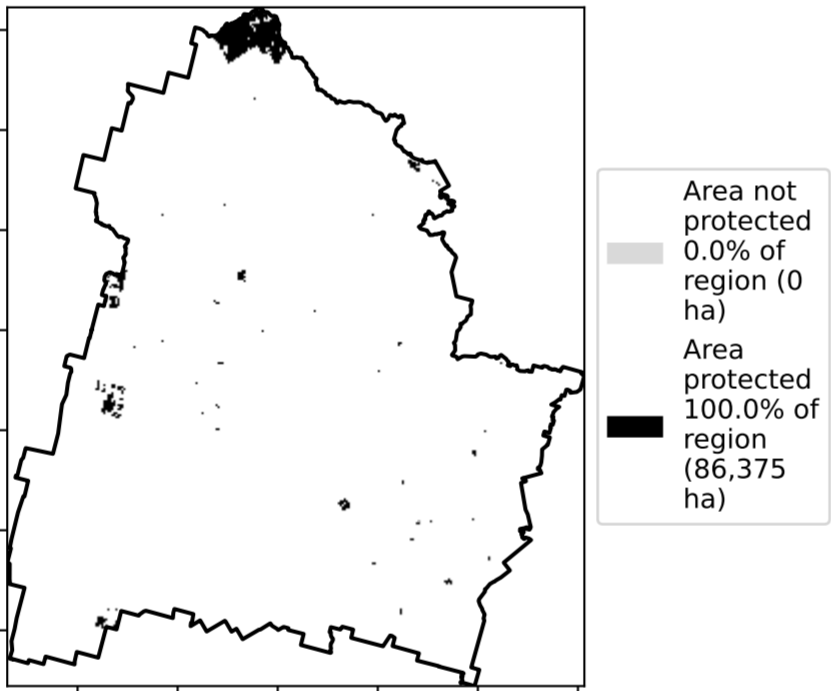 Area not
protected
0.0% of
region (0
ha)
Area
protected
100.0% of
region
(86,375
ha)